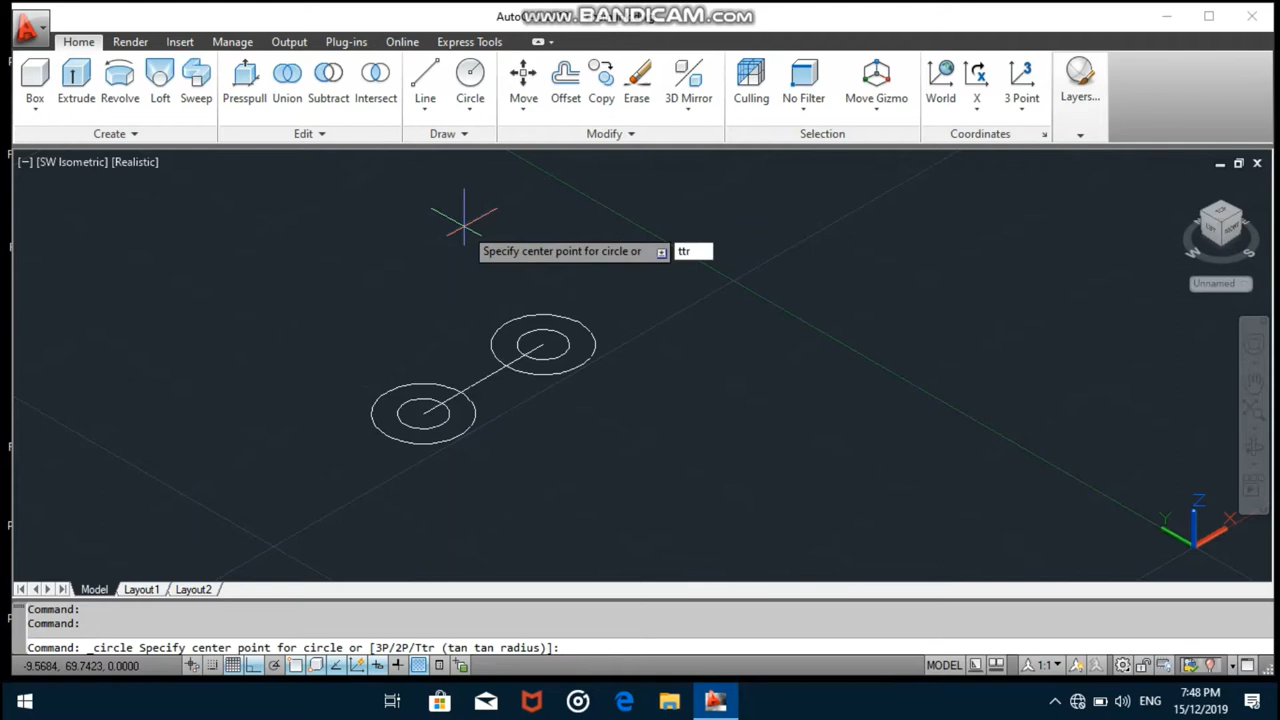 Auto
www.BANDICAM.com
Home Render Insert View Manage Output Plug-ins Online Express Tools
Box Extrude Revolve Loft Sweep Presspull Union Subtract Intersect Line Circle Move Offset Copy Erase 3D Mirror Culling No Filter Move Gizmo World X 3 Point Layers...
Create Edit Draw Modify Selection Coordinates
[−] [SW Isometric] [Realistic]
Specify center point for circle or ttr
TOP
LEFT
W S
Unnamed
Z
Y X
Model Layout1 Layout2
Command:
Command:
Command: _circle Specify center point for circle or [3P/2P/Ttr (tan tan radius)]:
-9.5684, 69.7423, 0.0000 MODEL 1:1
ENG
7:48 PM
15/12/2019